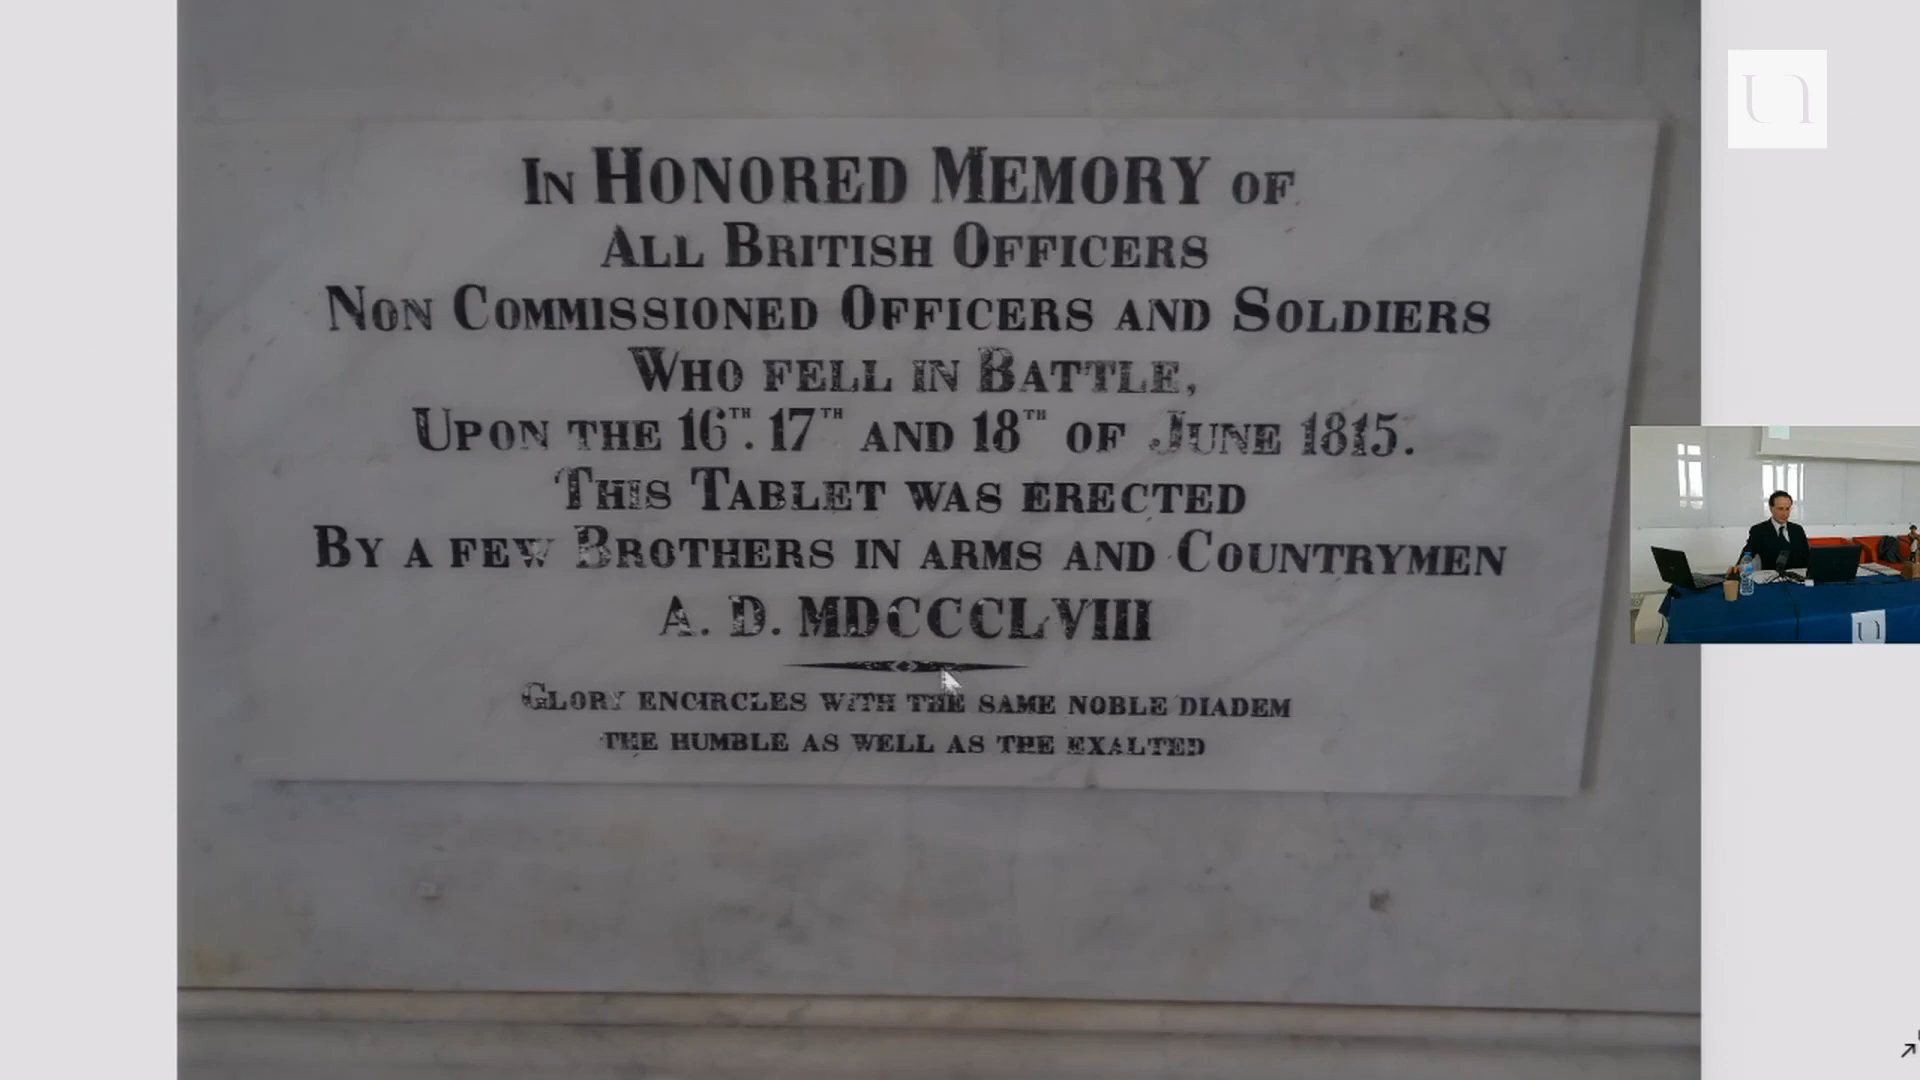 In Honored Memory of
All British Officers
Non Commissioned Officers and Soldiers
Who fell in Battle,
Upon the 16TH. 17TH and 18TH of June 1815.
This Tablet was erected
By a few Brothers in arms and Countrymen
A. D. MDCCCLVIII
Glory encircles with the same noble diadem
the humble as well as the exalted